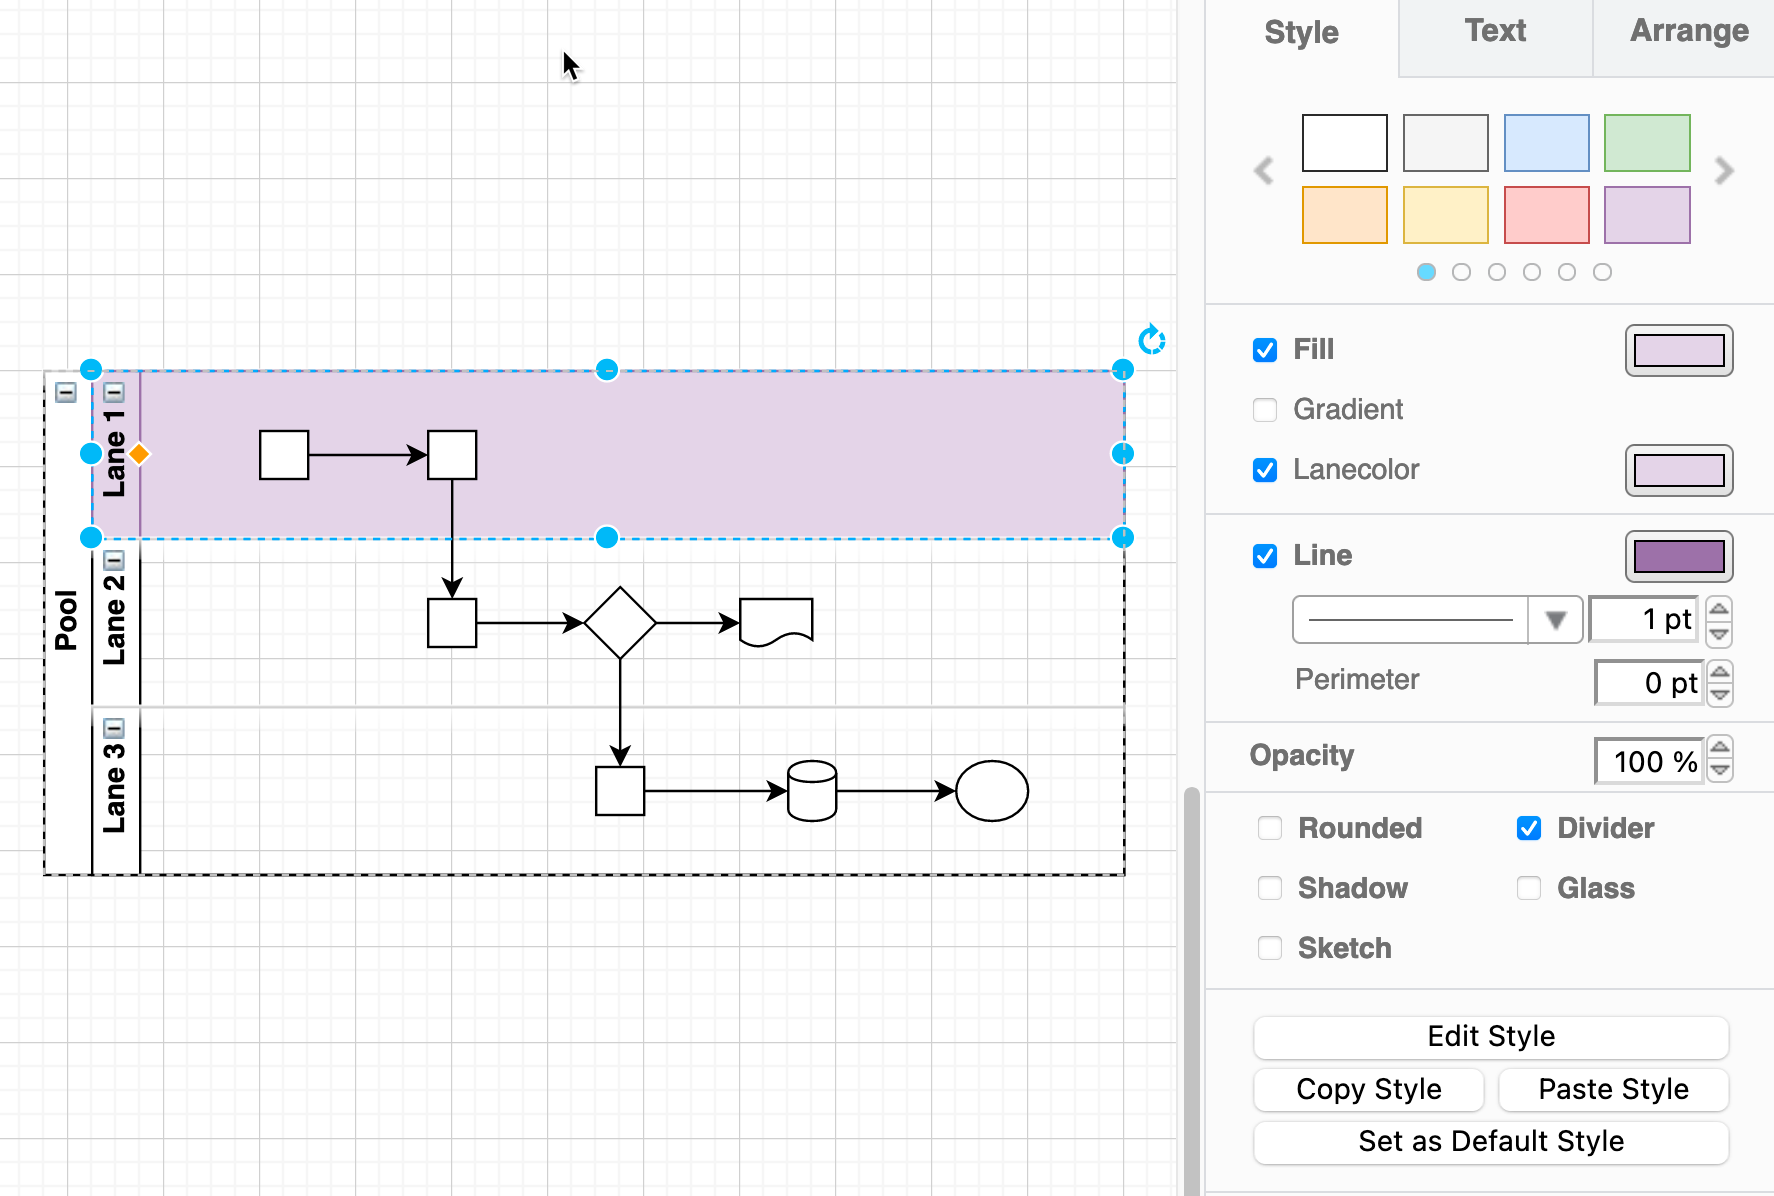 Style
Text
Arrange
Fill
Gradient
Lanecolor
Line
1 pt
Perimeter
0 pt
Opacity
100 %
Rounded
Divider
Shadow
Glass
Sketch
Edit Style
Copy Style
Paste Style
Set as Default Style
Pool
Lane 1
Lane 2
Lane 3